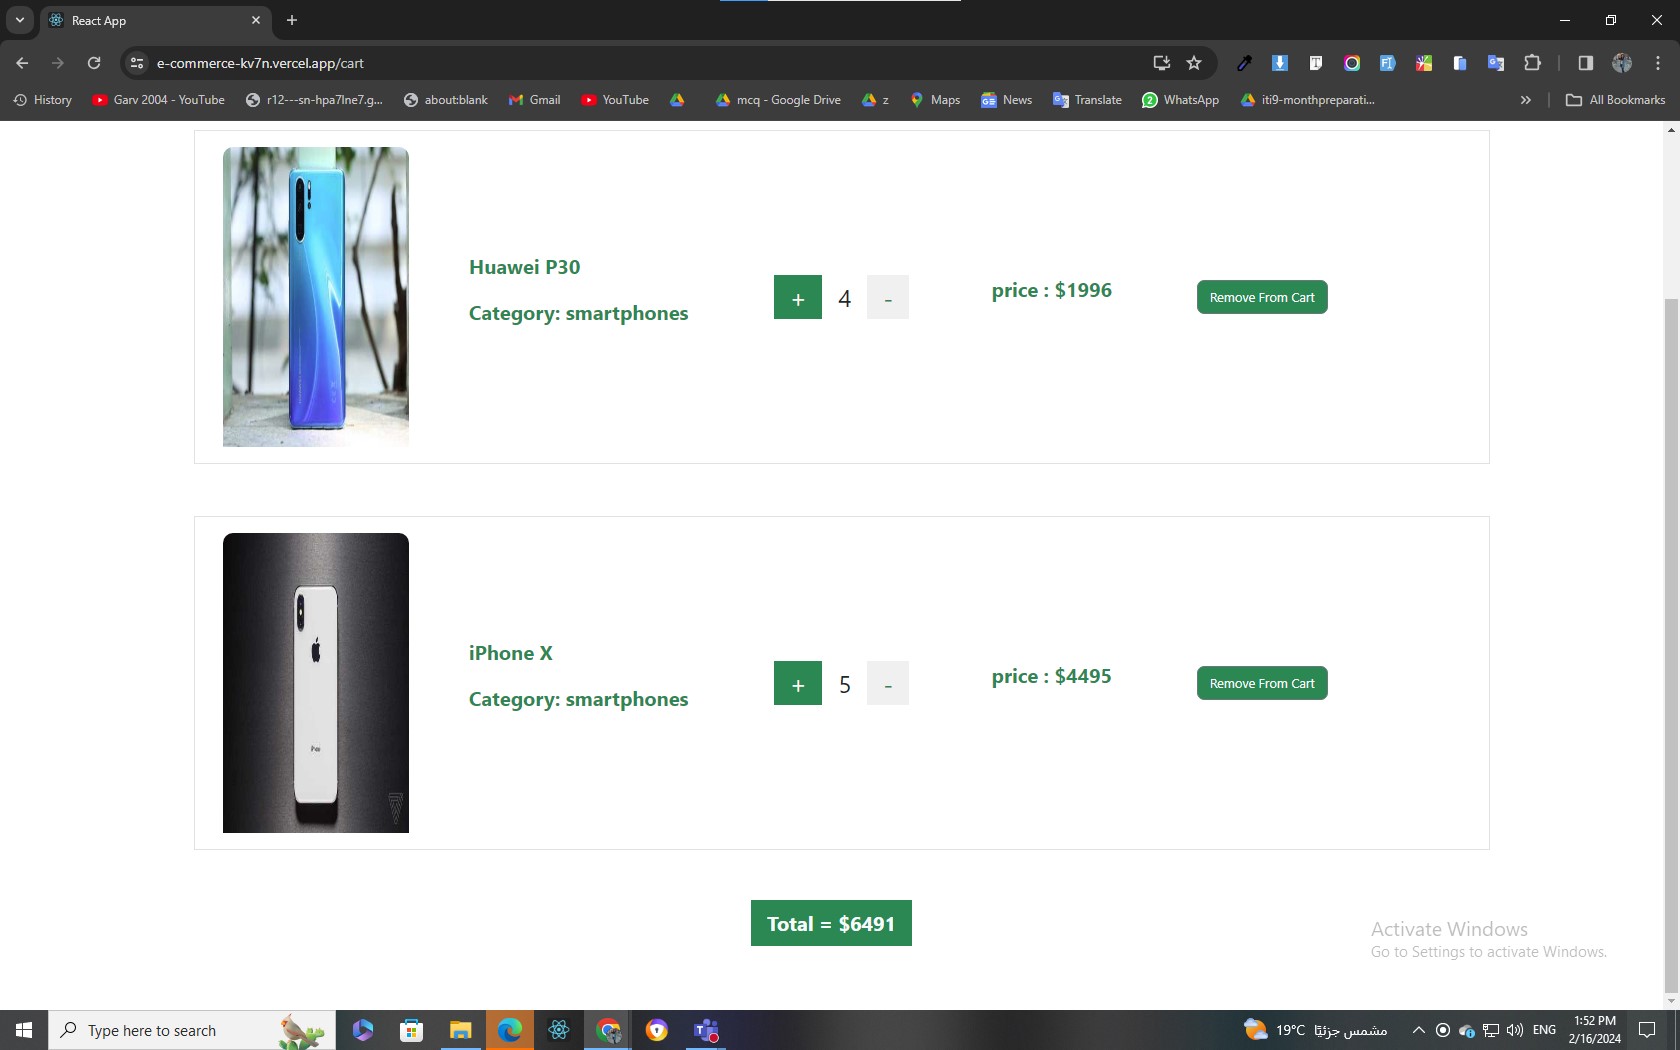 React App
e-commerce-kv7n.vercel.app/cart
History
Garv 2004 - YouTube
r12---sn-hpa7lne7.g...
about:blank
Gmail
YouTube
mcq - Google Drive
z
Maps
News
Translate
WhatsApp
iti9-monthpreparati...
All Bookmarks
Huawei P30
Category: smartphones
+ 4 -
price : $1996
Remove From Cart
iPhone X
Category: smartphones
+ 5 -
price : $4495
Remove From Cart
Total = $6491
Activate Windows
Go to Settings to activate Windows.
Type here to search
19°C مشمس جزئيًا
ENG
1:52 PM
2/16/2024